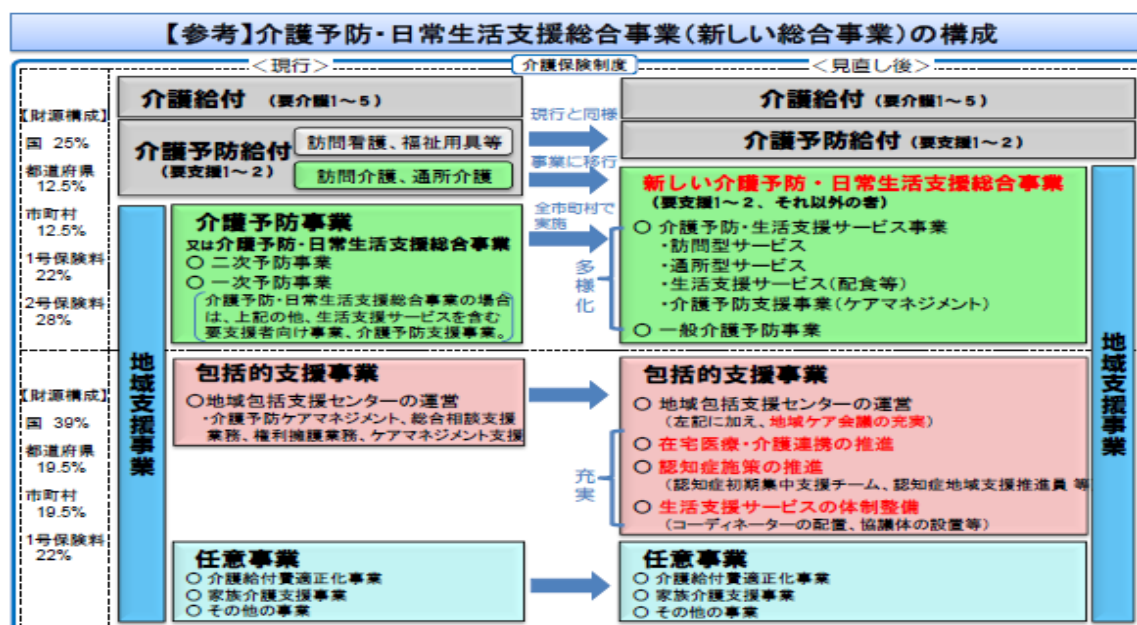 【参考】介護予防・日常生活支援総合事業(新しい総合事業)の構成
<現行>
介護保険制度
<見直し後>
【財源構成】
国 25%
都道府県
12.5%
市町村
12.5%
1号保険料
22%
2号保険料
28%
介護給付 (要介護1~5)
介護予防給付
(要支援1~2)
訪問看護、福祉用具等
訪問介護、通所介護
現行と同様
事業に移行
全市町村で
実施
多様化
介護給付 (要介護1~5)
介護予防給付 (要支援1~2)
地域支援事業
介護予防事業
又は介護予防・日常生活支援総合事業
○ 二次予防事業
○ 一次予防事業
介護予防・日常生活支援総合事業の場合
は、上記の他、生活支援サービスを含む
要支援者向け事業、介護予防支援事業。
新しい介護予防・日常生活支援総合事業
(要支援1~2、それ以外の者)
○ 介護予防・生活支援サービス事業
・訪問型サービス
・通所型サービス
・生活支援サービス(配食等)
・介護予防支援事業(ケアマネジメント)
○ 一般介護予防事業
地域支援事業
【財源構成】
国 39%
都道府県
19.5%
市町村
19.5%
1号保険料
22%
包括的支援事業
○地域包括支援センターの運営
・介護予防ケアマネジメント、総合相談支援
業務、権利擁護業務、ケアマネジメント支援
充実
包括的支援事業
○ 地域包括支援センターの運営
(左記に加え、地域ケア会議の充実)
○ 在宅医療・介護連携の推進
○ 認知症施策の推進
(認知症初期集中支援チーム、認知症地域支援推進員 等)
○ 生活支援サービスの体制整備
(コーディネーターの配置、協議体の設置等)
任意事業
○ 介護給付費適正化事業
○ 家族介護支援事業
○ その他の事業
任意事業
○ 介護給付費適正化事業
○ 家族介護支援事業
○ その他の事業